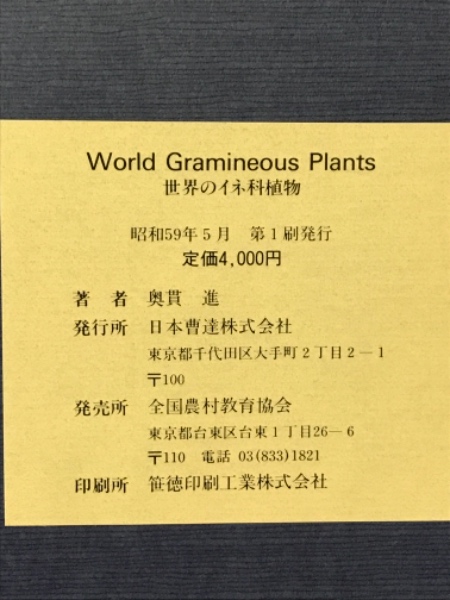 World Gramineous Plants
世界のイネ科植物
昭和59年5月 第1刷発行
定価4,000円
著者 奥貫 進
発行所 日本曹達株式会社
東京都千代田区大手町2丁目2—1
〒100
発売所 全国農村教育協会
東京都台東区台東1丁目26—6
〒110 電話 03(833)1821
印刷所 笹徳印刷工業株式会社